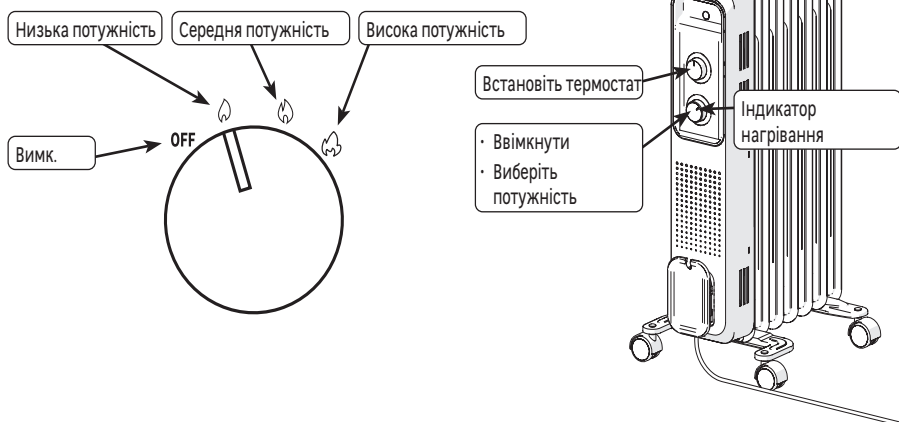 Низька потужність
Середня потужність
Висока потужність
OFF
Вимк.
Встановіть термостат
Індикатор
нагрівання
· Ввімкнути
· Виберіть
потужність